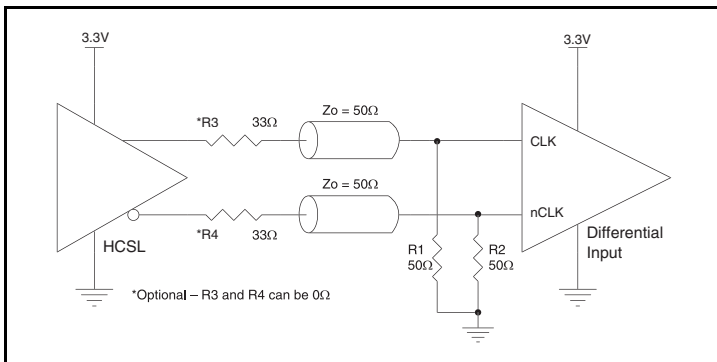 3.3V
3.3V
*R3
33Ω
Zo = 50Ω
CLK
Zo = 50Ω
nCLK
HCSL
*R4
33Ω
R1
50Ω
R2
50Ω
Differential
Input
*Optional – R3 and R4 can be 0Ω